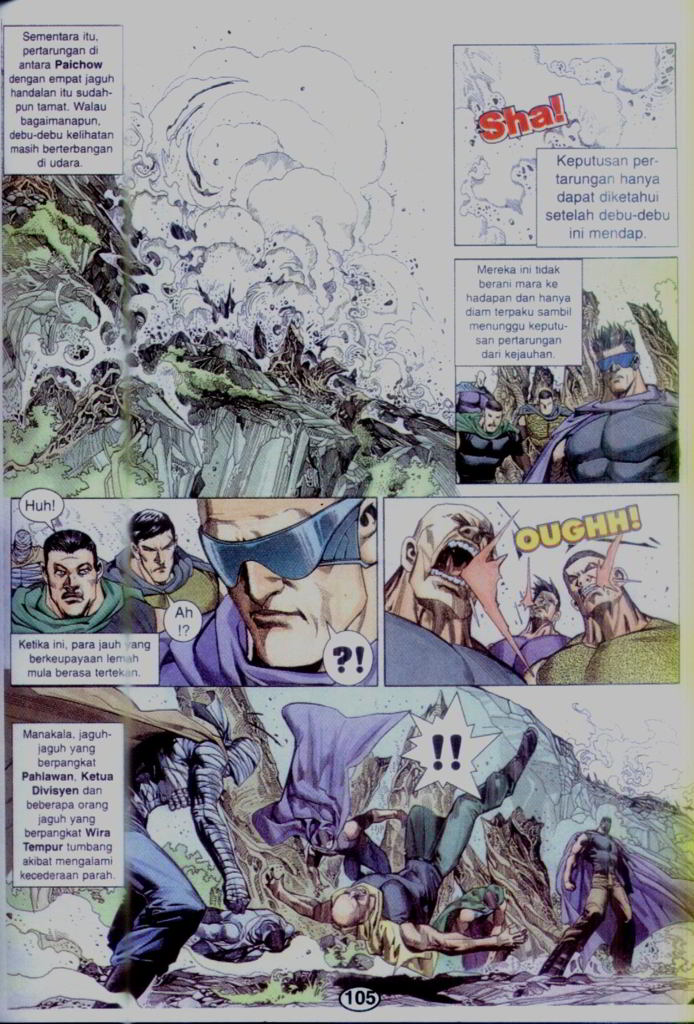 Sementara itu,
pertarungan di
antara Paichow
dengan empat jaguh
handalan itu sudah-
pun tamat. Walau
bagaimanapun,
debu-debu kelihatan
masih berterbangan
di udara.
Sha!
Keputusan per-
tarungan hanya
dapat diketahui
setelah debu-debu
ini mendap.
Mereka ini tidak
berani mara ke
hadapan dan hanya
diam terpaku sambil
menunggu keputu-
san pertarungan
dari kejauhan.
Huh!
Ah
!?
?!
Ketika ini, para jauh yang
berkeupayaan lemah
mula berasa tertekan.
OUGHH!
Manakala, jaguh-
jaguh yang
berpangkat
Pahlawan, Ketua
Divisyen dan
beberapa orang
jaguh yang
berpangkat Wira
Tempur tumbang
akibat mengalami
kecederaan parah.
!!
105